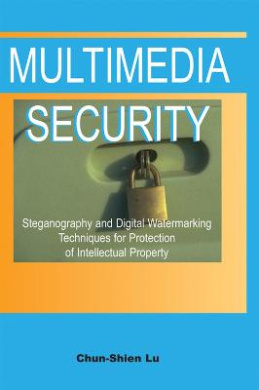 MULTIMEDIA
SECURITY
Steganography and Digital Watermarking
Techniques for Protection
of Intellectual Property
Chun-Shien Lu